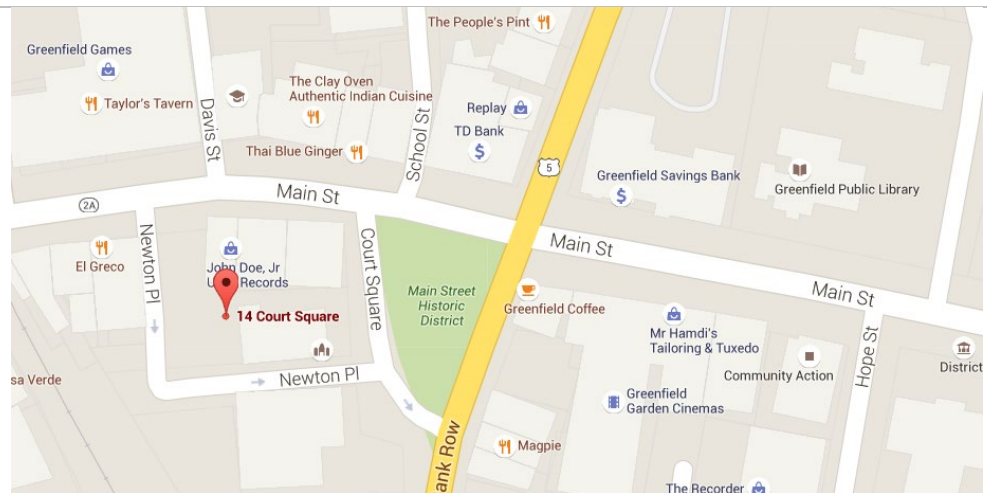 The People's Pint
Greenfield Games
The Clay Oven
Authentic Indian Cuisine
Taylor's Tavern
Replay
TD Bank
$
Davis St
School St
Thai Blue Ginger
5
Greenfield Savings Bank
$
Greenfield Public Library
Main St
2A
Newton Pl
El Greco
John Doe, Jr
Records
Court Square
Main St
Main Street
Historic
District
Main St
14 Court Square
Greenfield Coffee
Mr Hamdi's
Tailoring & Tuxedo
Hope St
District
Community Action
sa Verde
Newton Pl
Greenfield
Garden Cinemas
Magpie
ank Row
The Recorder